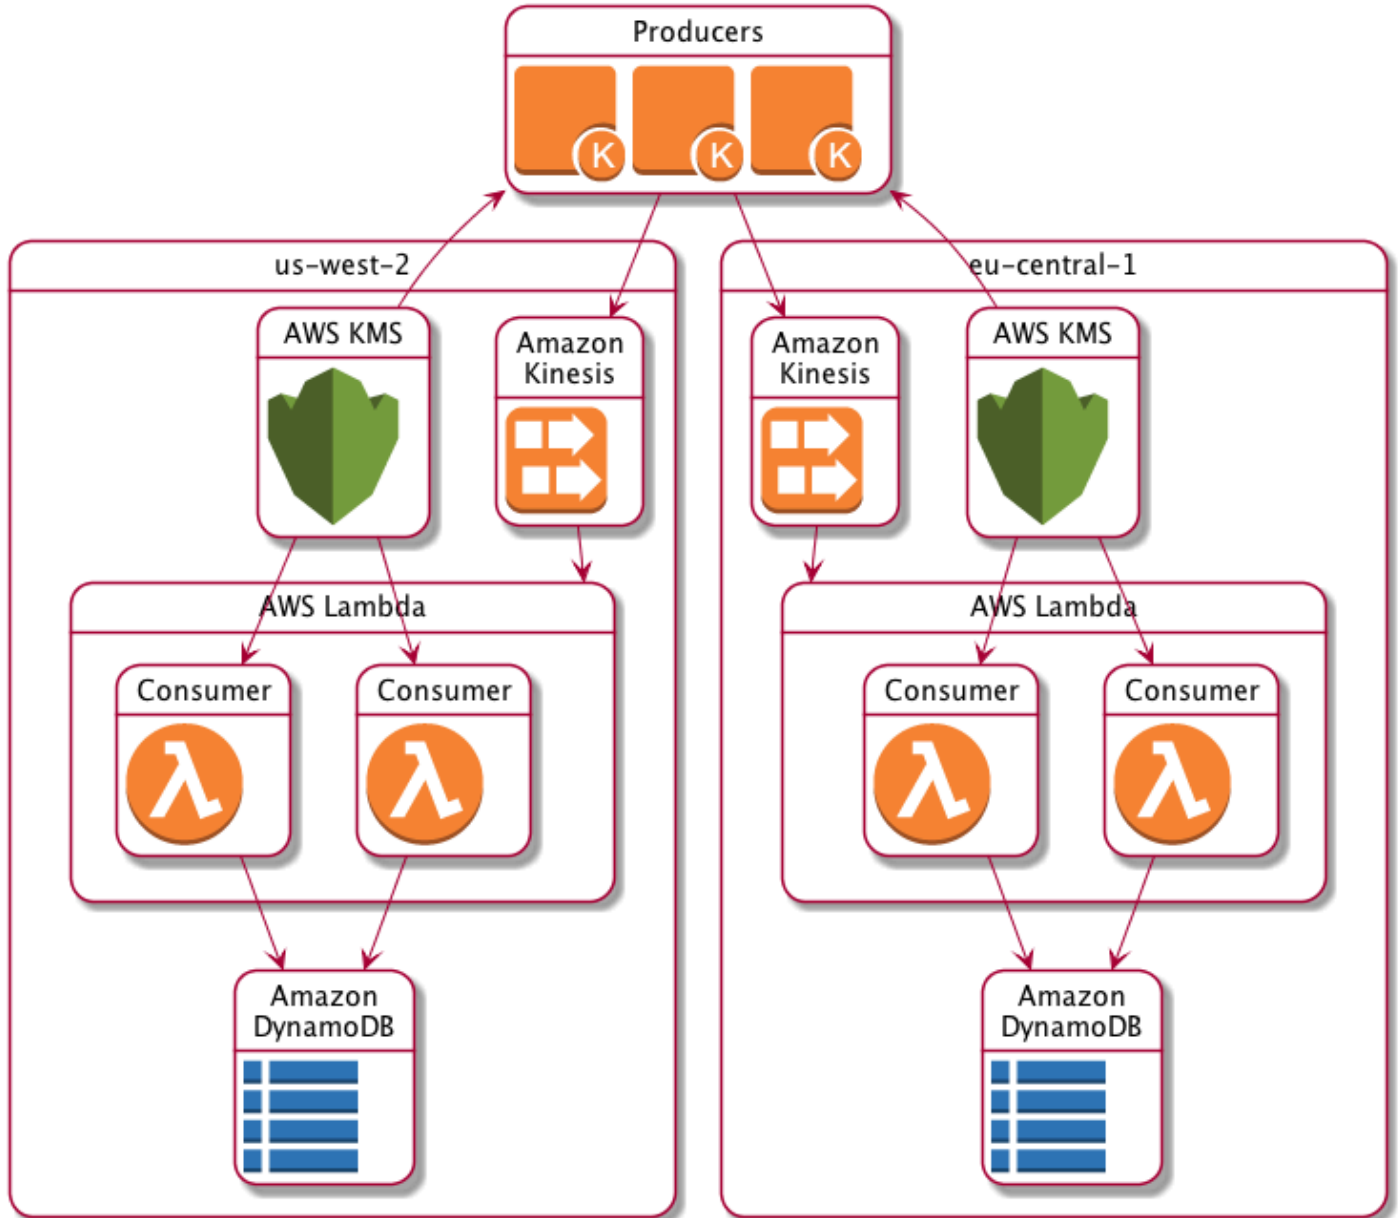 Producers
K K K
us-west-2
AWS KMS
Amazon
Kinesis
AWS Lambda
Consumer
Consumer
Amazon
DynamoDB
eu-central-1
Amazon
Kinesis
AWS KMS
AWS Lambda
Consumer
Consumer
Amazon
DynamoDB